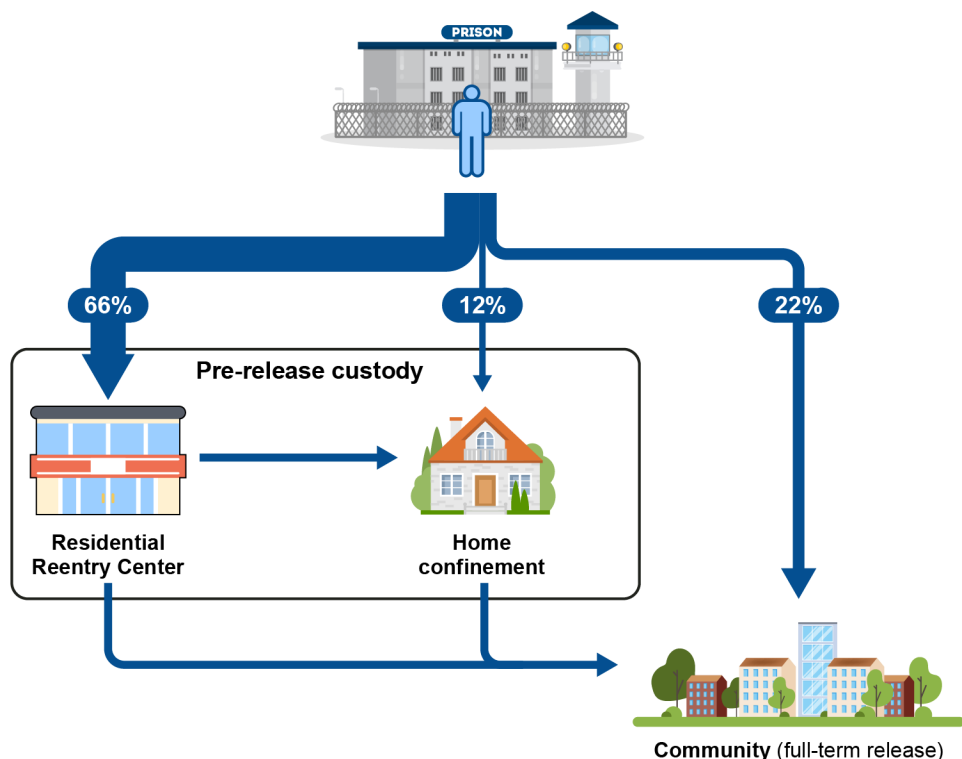 PRISON
66%
12%
22%
Pre-release custody
Residential
Reentry Center
Home
confinement
Community (full-term release)